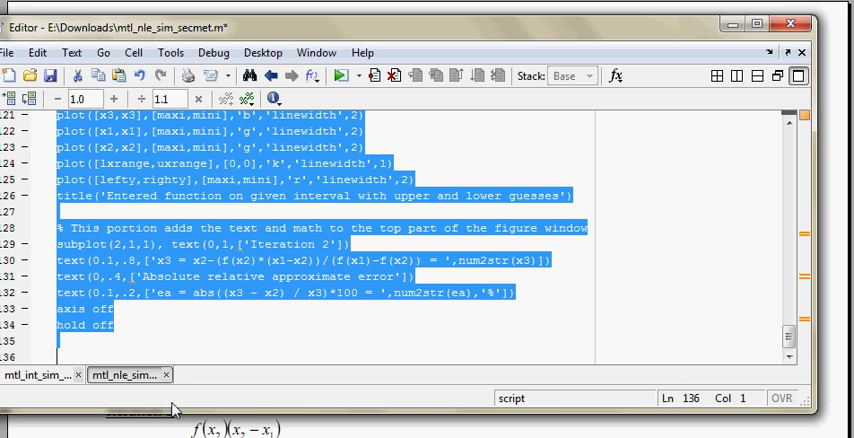 Editor - E:\Downloads\mtl_nle_sim_secmet.m*
File Edit Text Go Cell Tools Debug Desktop Window Help
Stack: Base fx
− 1.0 + ÷ 1.1 ×
121 plot([x3,x3],[maxi,mini],'b','linewidth',2)
122 plot([x1,x1],[maxi,mini],'g','linewidth',2)
123 plot([x2,x2],[maxi,mini],'g','linewidth',2)
124 plot([lxrange,uxrange],[0,0],'k','linewidth',1)
125 plot([lefty,righty],[maxi,mini],'r','linewidth',2)
126 title('Entered function on given interval with upper and lower guesses')
127
128 % This portion adds the text and math to the top part of the figure window
129 subplot(2,1,1), text(0,1,['Iteration 2'])
130 text(0.1,.8,['x3 = x2-(f(x2)*(x1-x2))/(f(x1)-f(x2)) = ',num2str(x3)])
131 text(0,.4,['Absolute relative approximate error'])
132 text(0.1,.2,['ea = abs((x3 - x2) / x3)*100 = ',num2str(ea),'%'])
133 axis off
134 hold off
135
136
mtl_int_sim_... × mtl_nle_sim... ×
script Ln 136 Col 1 OVR